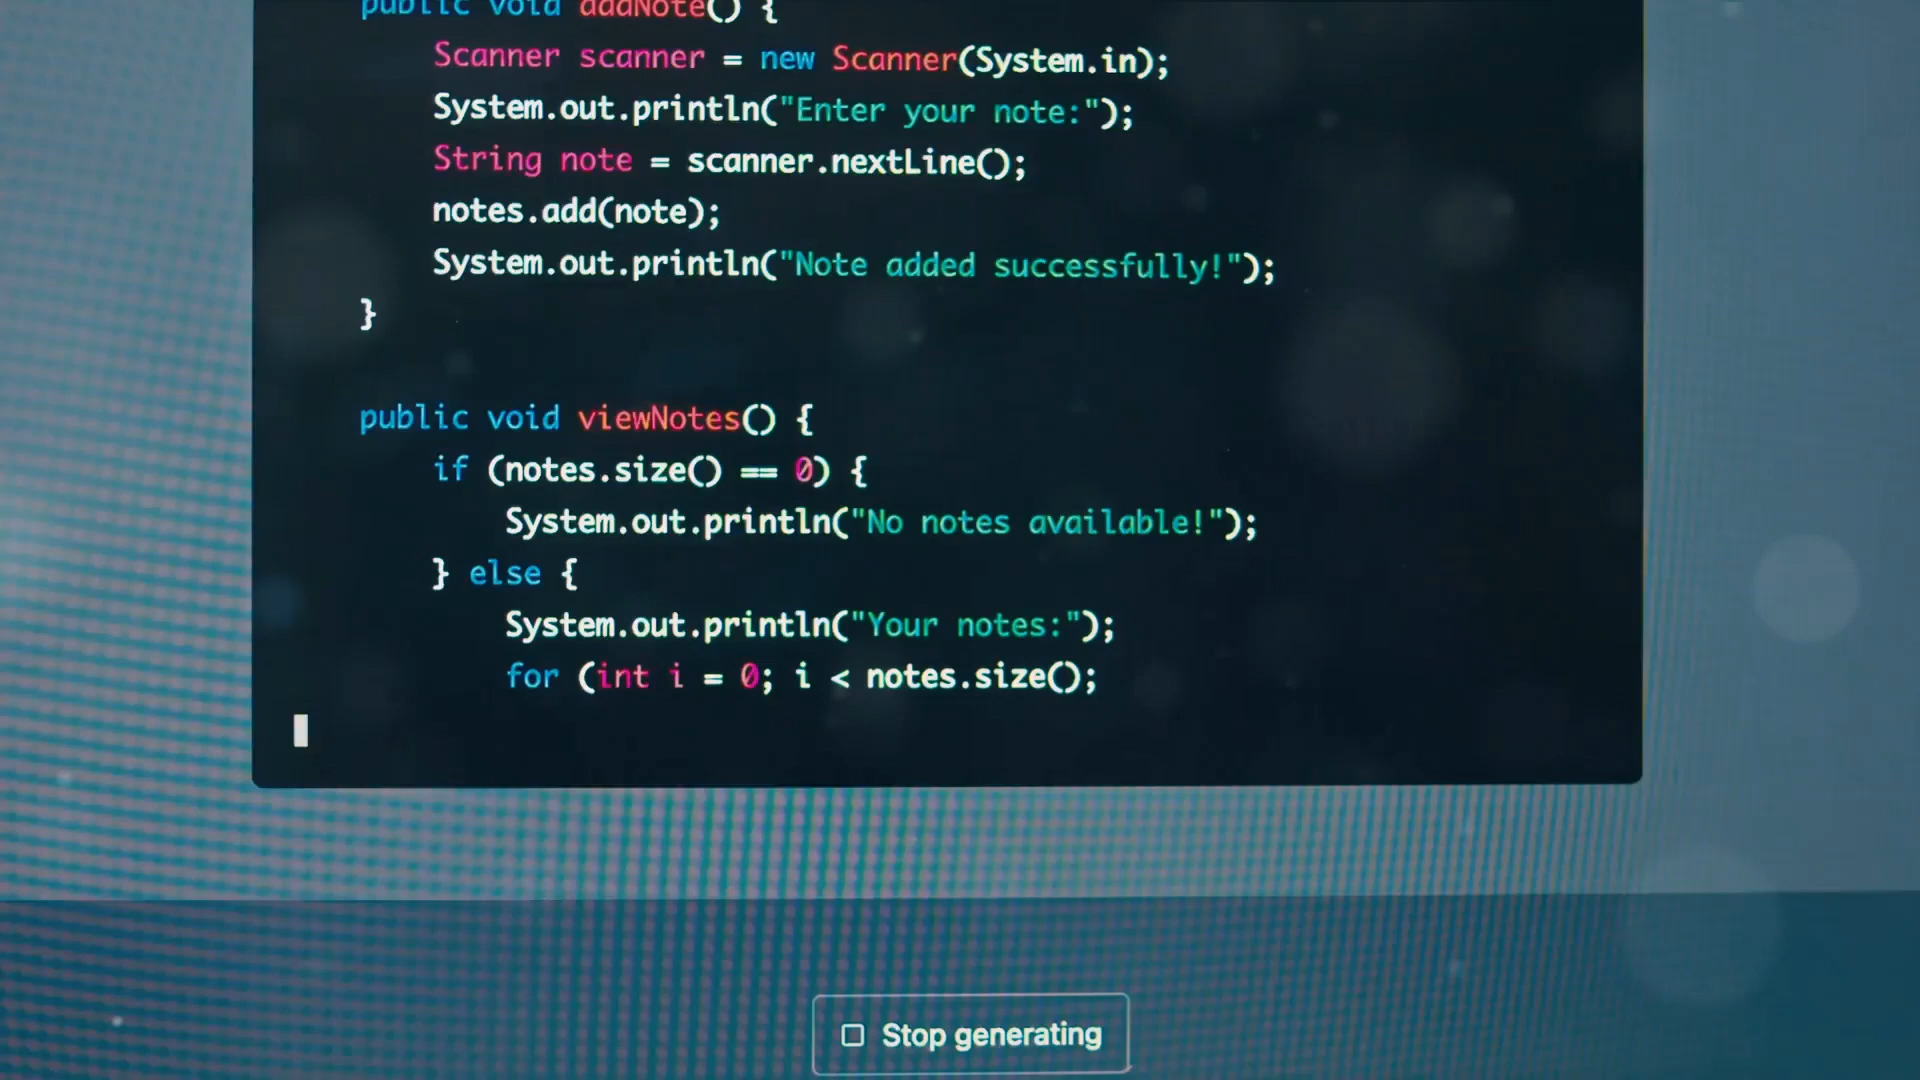 public void addNote() {
Scanner scanner = new Scanner(System.in);
System.out.println("Enter your note:");
String note = scanner.nextLine();
notes.add(note);
System.out.println("Note added successfully!");
}
public void viewNotes() {
if (notes.size() == 0) {
System.out.println("No notes available!");
} else {
System.out.println("Your notes:");
for (int i = 0; i < notes.size();
Stop generating